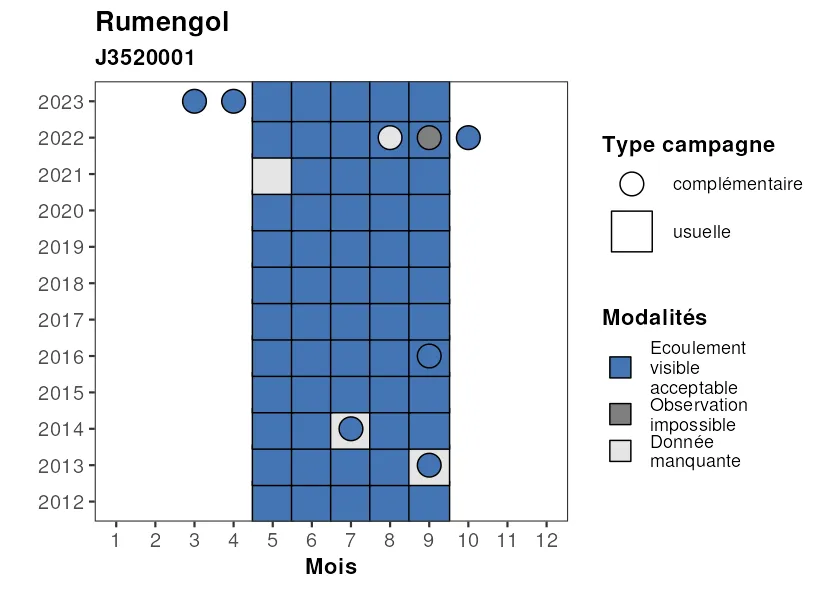 Rumengol
J3520001
2023
2022
2021
2020
2019
2018
2017
2016
2015
2014
2013
2012
1 2 3 4 5 6 7 8 9 10 11 12
Mois
Type campagne
complémentaire
usuelle
Modalités
Ecoulement
visible
acceptable
Observation
impossible
Donnée
manquante